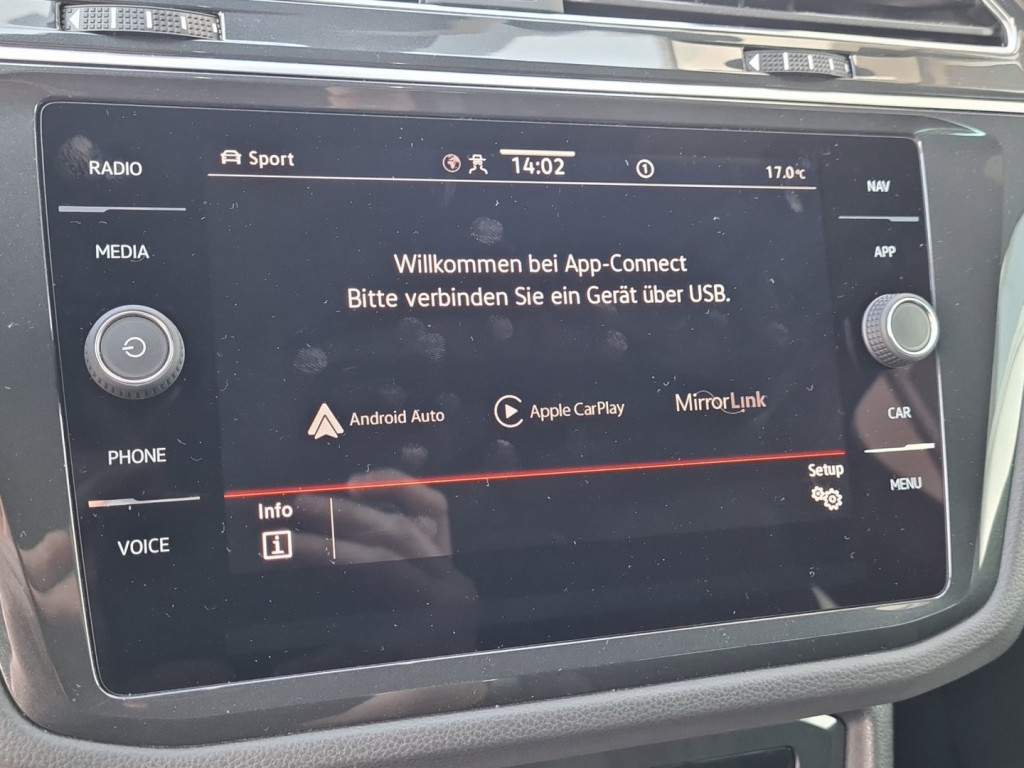 RADIO
MEDIA
PHONE
VOICE
Sport
14:02
1
17.0°C
Willkommen bei App-Connect
Bitte verbinden Sie ein Gerät über USB.
Android Auto
Apple CarPlay
MirrorLink
Info
i
Setup
NAV
APP
CAR
MENU